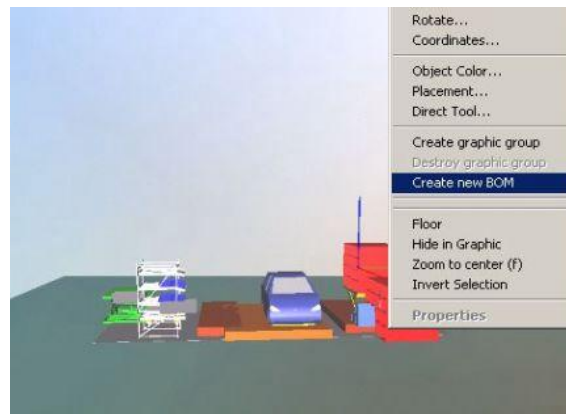 Rotate...
Coordinates...
Object Color...
Placement...
Direct Tool...
Create graphic group
Destroy graphic group
Create new BOM
Floor
Hide in Graphic
Zoom to center (f)
Invert Selection
Properties